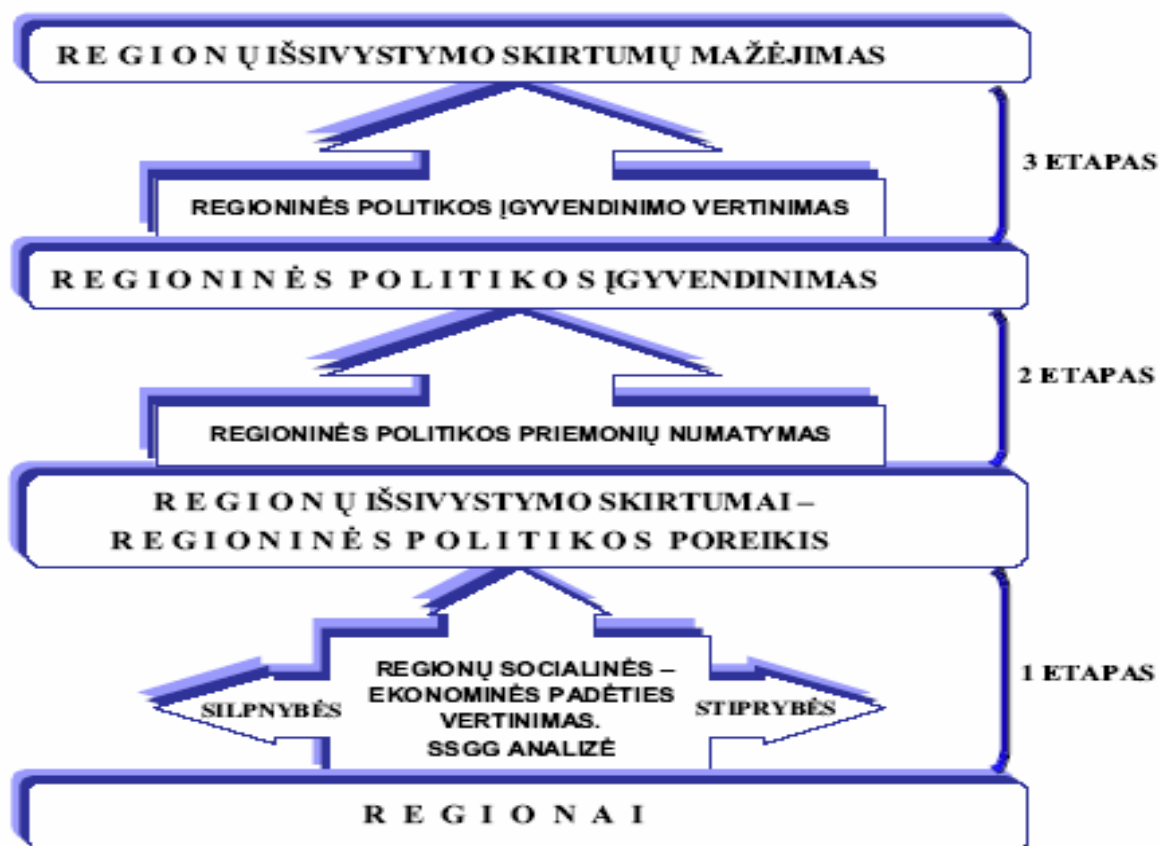 REGIONŲ IŠSIVYSTYMO SKIRTUMŲ MAŽĖJIMAS
3 ETAPAS
REGIONINĖS POLITIKOS ĮGYVENDINIMO VERTINIMAS
REGIONINĖS POLITIKOS ĮGYVENDINIMAS
2 ETAPAS
REGIONINĖS POLITIKOS PRIEMONIŲ NUMATYMAS
REGIONŲ IŠSIVYSTYMO SKIRTUMAI –
REGIONINĖS POLITIKOS POREIKIS
1 ETAPAS
SILPNYBĖS
REGIONŲ SOCIALINĖS –
EKONOMINĖS PADĖTIES
VERTINIMAS.
SSGG ANALIZĖ
STIPRYBĖS
REGIONAI